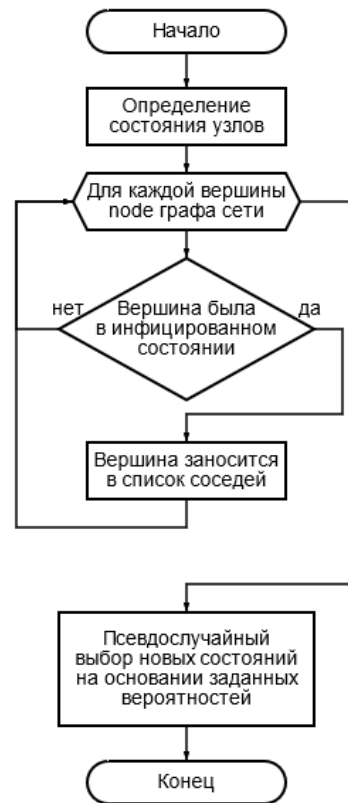 Начало
Определение
состояния узлов
Для каждой вершины
node графа сети
нет
Вершина была
в инфицированном
состоянии
да
Вершина заносится
в список соседей
Псевдослучайный
выбор новых состояний
на основании заданных
вероятностей
Конец